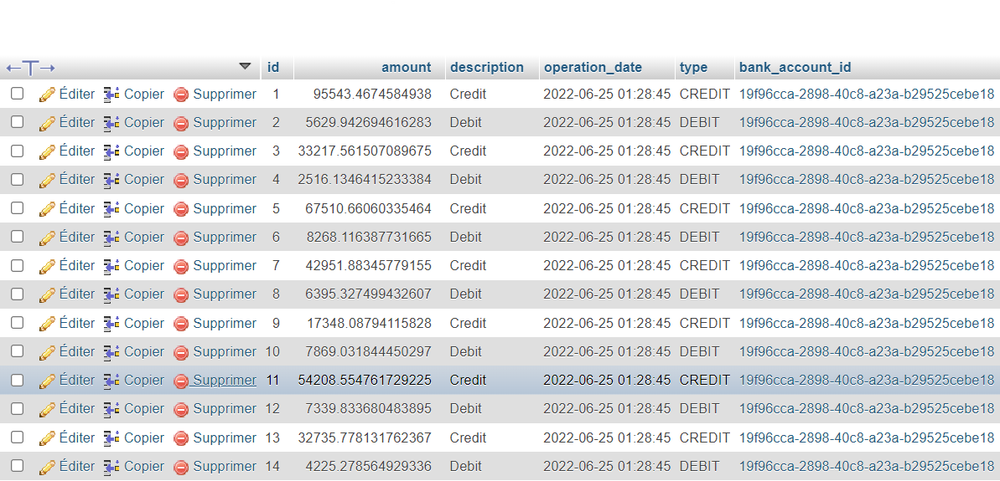 id amount description operation_date type bank_account_id
Éditer Copier Supprimer 1 95543.4674584938 Credit 2022-06-25 01:28:45 CREDIT 19f96cca-2898-40c8-a23a-b29525cebe18
Éditer Copier Supprimer 2 5629.942694616283 Debit 2022-06-25 01:28:45 DEBIT 19f96cca-2898-40c8-a23a-b29525cebe18
Éditer Copier Supprimer 3 33217.561507089675 Credit 2022-06-25 01:28:45 CREDIT 19f96cca-2898-40c8-a23a-b29525cebe18
Éditer Copier Supprimer 4 2516.1346415233384 Debit 2022-06-25 01:28:45 DEBIT 19f96cca-2898-40c8-a23a-b29525cebe18
Éditer Copier Supprimer 5 67510.66060335464 Credit 2022-06-25 01:28:45 CREDIT 19f96cca-2898-40c8-a23a-b29525cebe18
Éditer Copier Supprimer 6 8268.116387731665 Debit 2022-06-25 01:28:45 DEBIT 19f96cca-2898-40c8-a23a-b29525cebe18
Éditer Copier Supprimer 7 42951.88345779155 Credit 2022-06-25 01:28:45 CREDIT 19f96cca-2898-40c8-a23a-b29525cebe18
Éditer Copier Supprimer 8 6395.327499432607 Debit 2022-06-25 01:28:45 DEBIT 19f96cca-2898-40c8-a23a-b29525cebe18
Éditer Copier Supprimer 9 17348.08794115828 Credit 2022-06-25 01:28:45 CREDIT 19f96cca-2898-40c8-a23a-b29525cebe18
Éditer Copier Supprimer 10 7869.031844450297 Debit 2022-06-25 01:28:45 DEBIT 19f96cca-2898-40c8-a23a-b29525cebe18
Éditer Copier Supprimer 11 54208.554761729225 Credit 2022-06-25 01:28:45 CREDIT 19f96cca-2898-40c8-a23a-b29525cebe18
Éditer Copier Supprimer 12 7339.833680483895 Debit 2022-06-25 01:28:45 DEBIT 19f96cca-2898-40c8-a23a-b29525cebe18
Éditer Copier Supprimer 13 32735.778131762367 Credit 2022-06-25 01:28:45 CREDIT 19f96cca-2898-40c8-a23a-b29525cebe18
Éditer Copier Supprimer 14 4225.278564929336 Debit 2022-06-25 01:28:45 DEBIT 19f96cca-2898-40c8-a23a-b29525cebe18